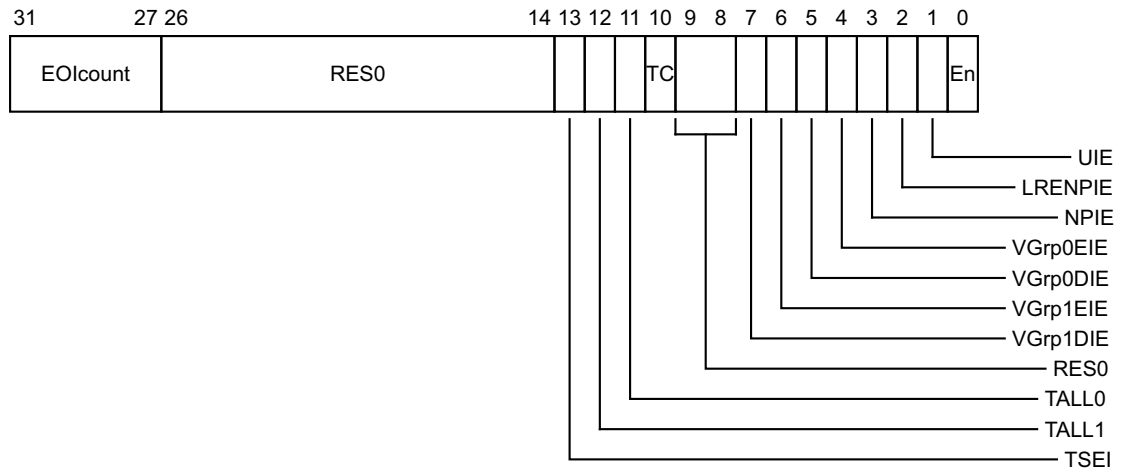 31 27 26 14 13 12 11 10 9 8 7 6 5 4 3 2 1 0
EOIcount RES0 TC En
UIE
LRENPIE
NPIE
VGrp0EIE
VGrp0DIE
VGrp1EIE
VGrp1DIE
RES0
TALL0
TALL1
TSEI